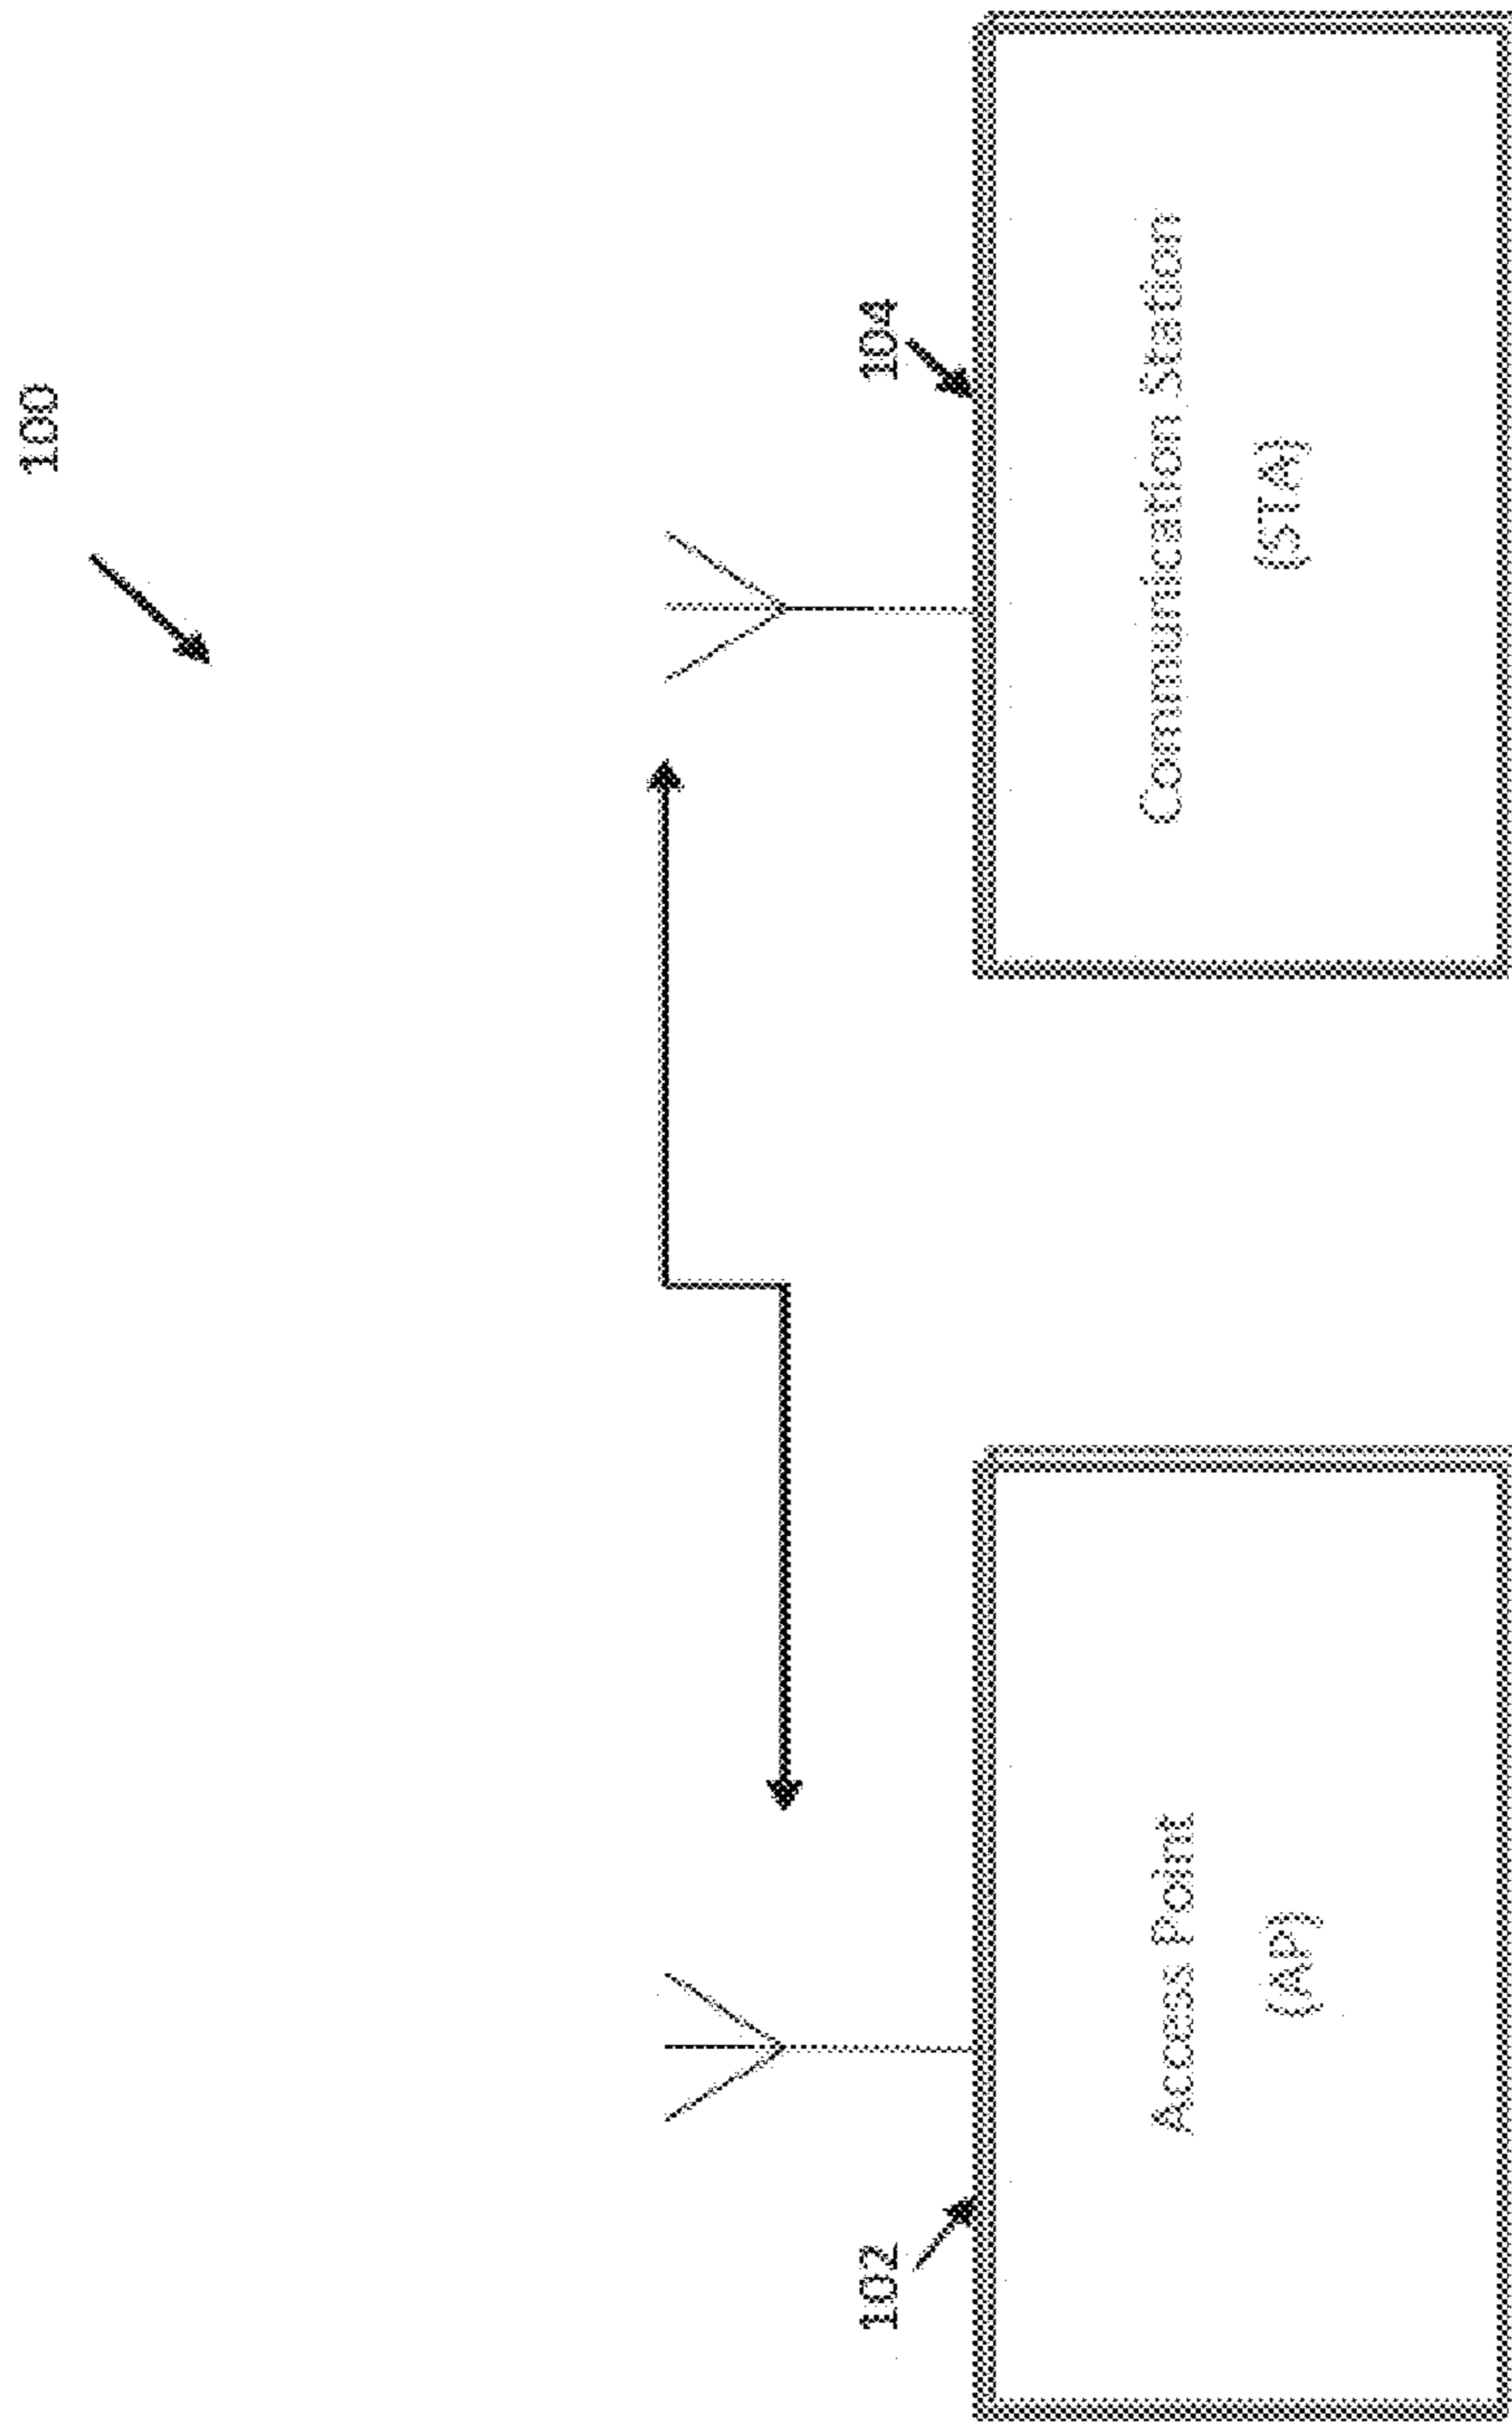 100
102
104
Access Point
(AP)
Communication Station
(STA)